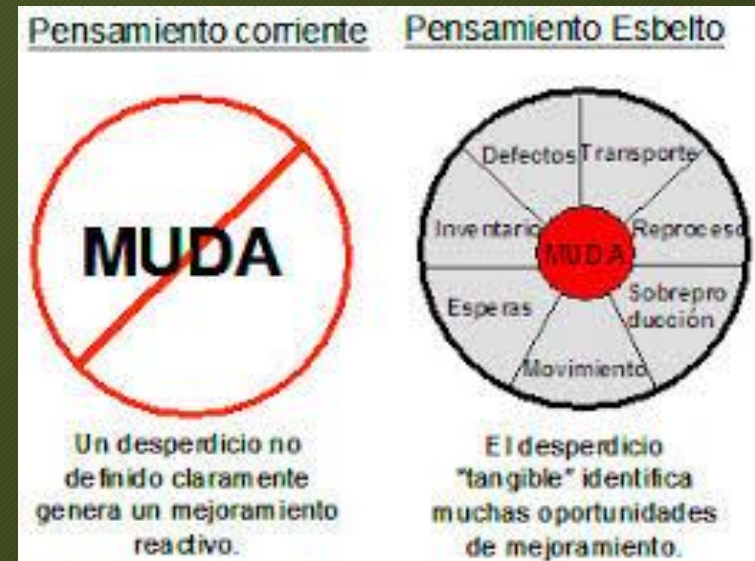 Pensamiento corriente
MUDA
Un desperdicio no
definido claramente
genera un mejoramiento
reactivo.
Pensamiento Esbelto
Defectos
Transporte
Inventario
MUDA
Reproceso
Esperas
Sobrepro
ducción
Movimiento
El desperdicio
"tangible" identifica
muchas oportunidades
de mejoramiento.